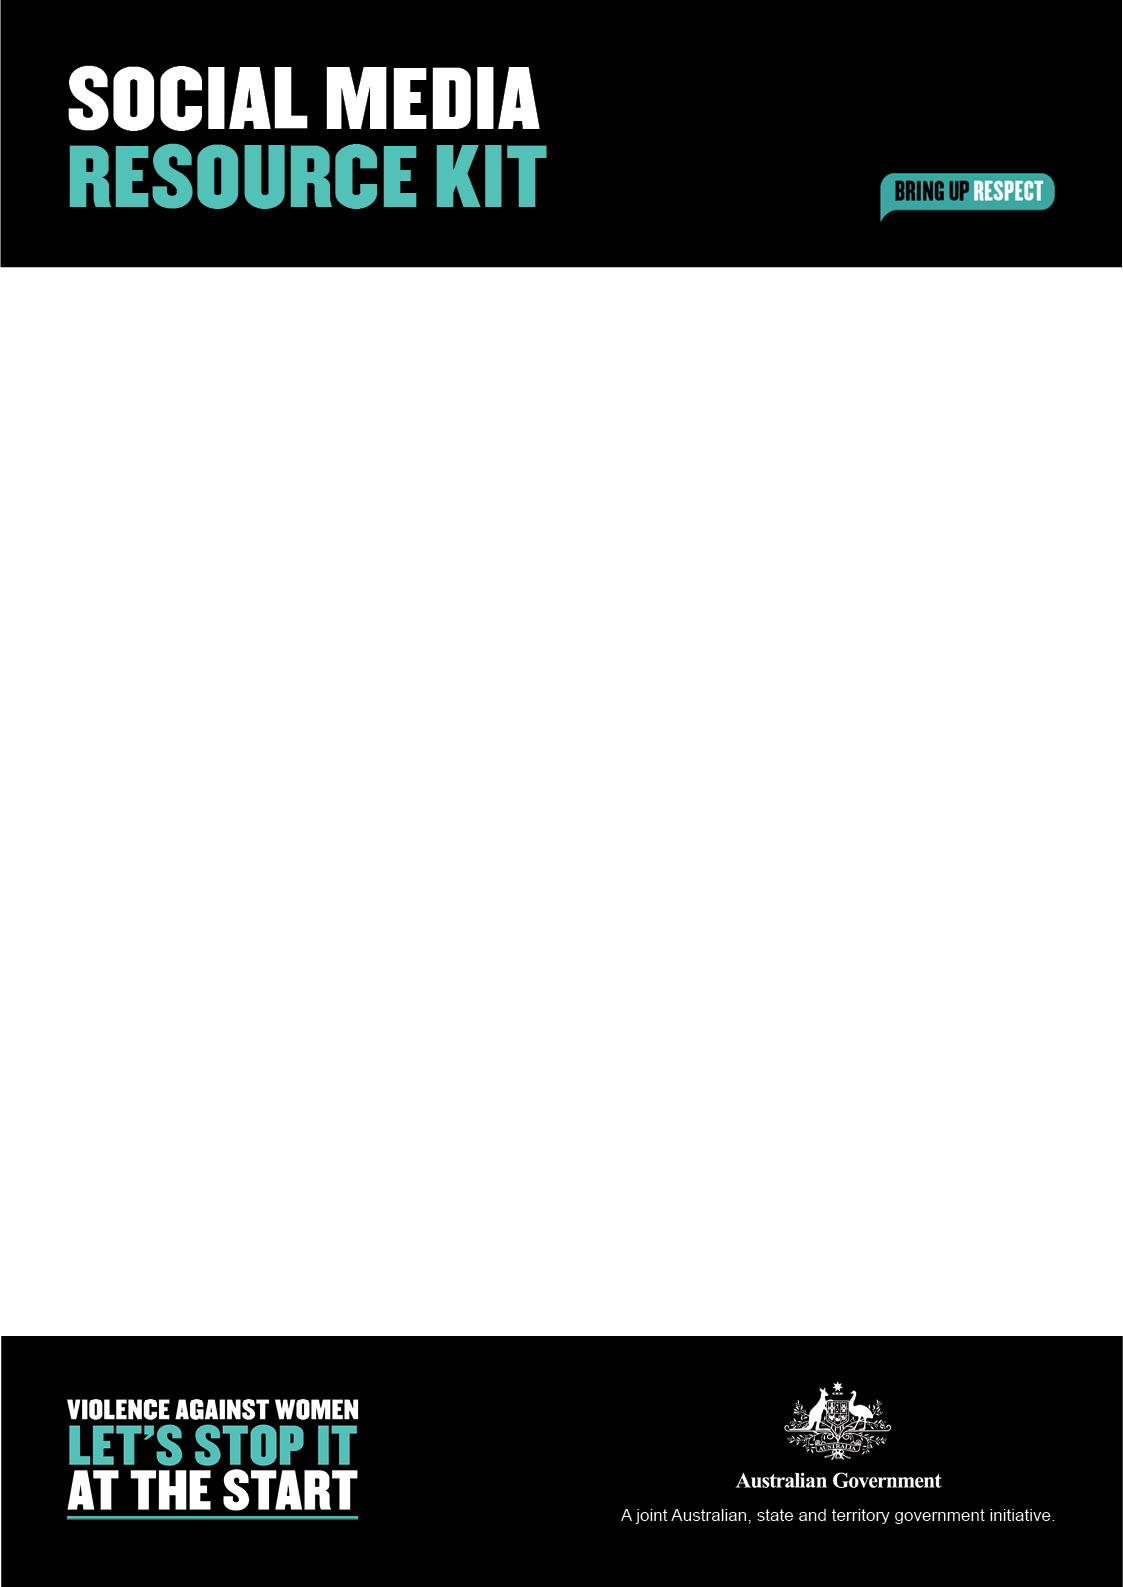 SOCIAL MEDIA
RESOURCE KIT
BRING UP RESPECT
VIOLENCE AGAINST WOMEN
LET’S STOP IT
AT THE START
AUSTRALIA
Australian Government
A joint Australian, state and territory government initiative.